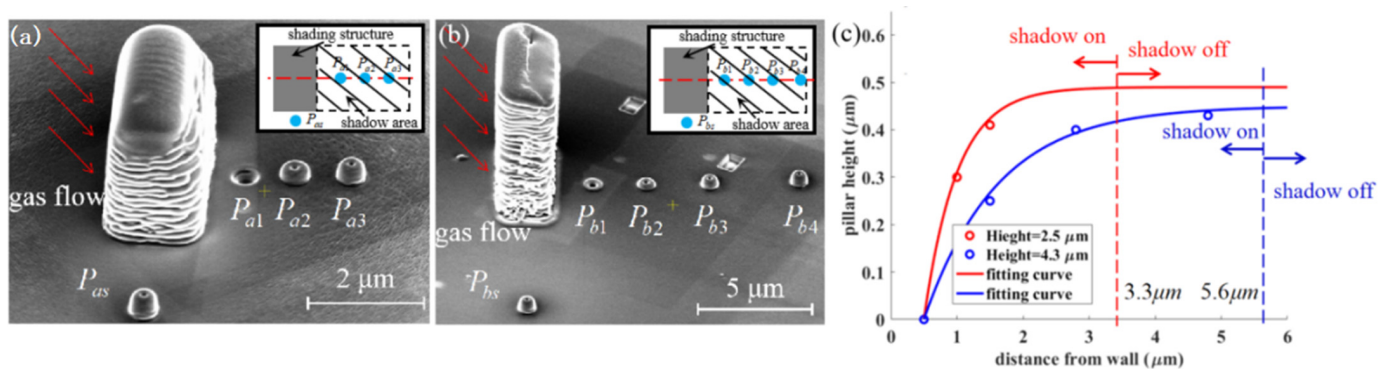 (a)
shading structure
P_a1 P_a2 P_a3
P_as
shadow area
gas flow
P_a1 P_a2 P_a3
P_as
2 μm
(b)
shading structure
P_b1 P_b2 P_b3
P_bs
shadow area
gas flow
P_b1 P_b2 P_b3 P_b4
P_bs
5 μm
(c)
0.6
0.5
0.4
0.3
0.2
0.1
0
pillar height (μm)
shadow on
shadow off
shadow on
shadow off
Hieght=2.5 μm
Height=4.3 μm
fitting curve
fitting curve
3.3μm 5.6μm
0 1 2 3 4 5 6
distance from wall (μm)